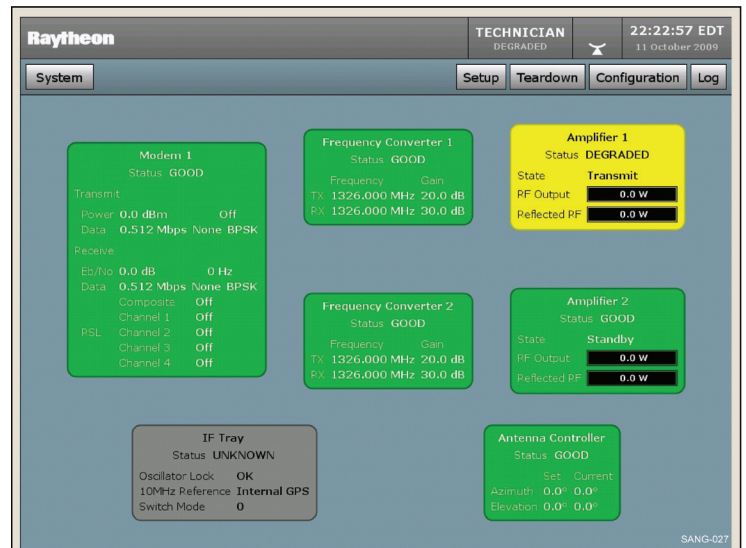 Raytheon
TECHNICIAN
DEGRADED
22:22:57 EDT
11 October 2009
System
Setup
Teardown
Configuration
Log
Modem 1
Status GOOD
Transmit
Power 0.0 dBm Off
Data 0.512 Mbps None BPSK
Receive
Eb/No 0.0 dB 0 Hz
Data 0.512 Mbps None BPSK
Composite Off
Channel 1 Off
RSL Channel 2 Off
Channel 3 Off
Channel 4 Off
Frequency Converter 1
Status GOOD
Frequency Gain
TX 1326.000 MHz 20.0 dB
RX 1326.000 MHz 30.0 dB
Amplifier 1
Status DEGRADED
State Transmit
RF Output 0.0 W
Reflected RF 0.0 W
Frequency Converter 2
Status GOOD
Frequency Gain
TX 1326.000 MHz 20.0 dB
RX 1326.000 MHz 30.0 dB
Amplifier 2
Status GOOD
State Standby
RF Output 0.0 W
Reflected RF 0.0 W
IF Tray
Status UNKNOWN
Oscillator Lock OK
10MHz Reference Internal GPS
Switch Mode 0
Antenna Controller
Status GOOD
Set Current
Azimuth 0.0° 0.0°
Elevation 0.0° 0.0°
SANG-027